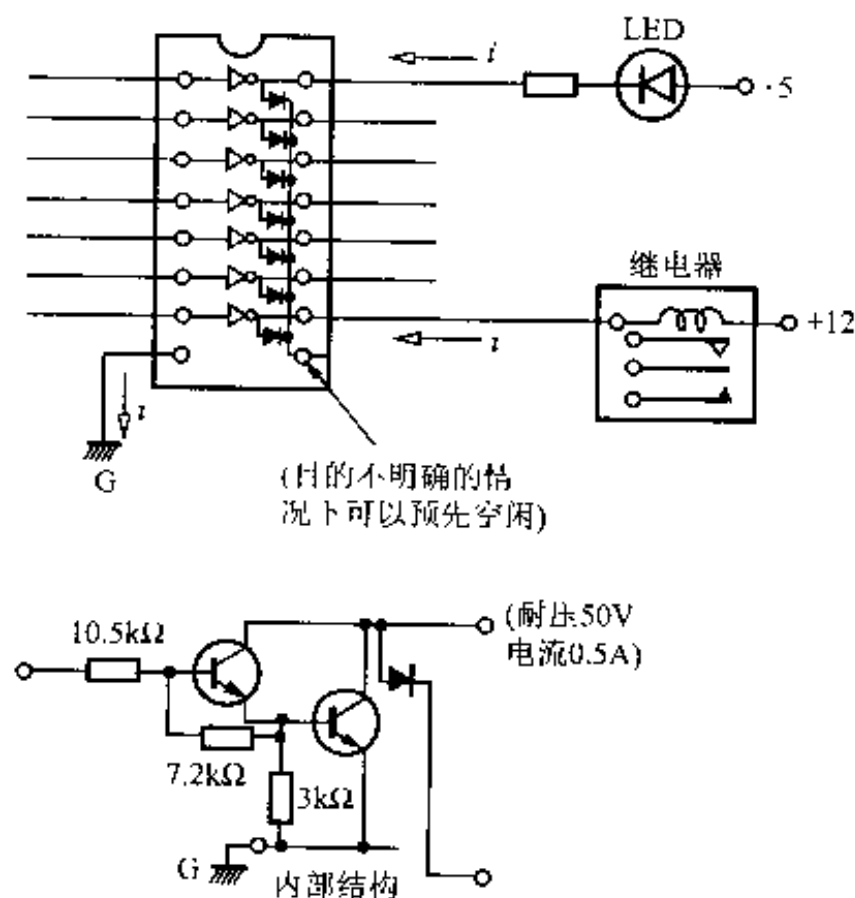 LED
i
·5
继电器
+12
i
i
G
(目的不明确的情
况下可以预先空闲)
10.5kΩ
(耐压50V
电流0.5A)
7.2kΩ
3kΩ
G
内部结构